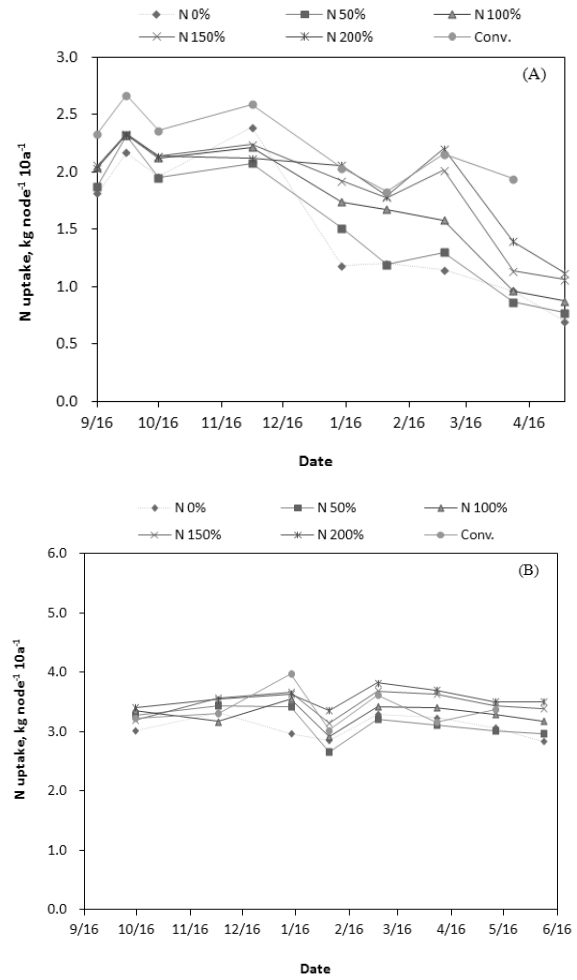 N 0% N 50% N 100%
N 150% N 200% Conv.
(A)
3.0
2.5
2.0
1.5
1.0
0.5
0.0
N uptake, kg node⁻¹ 10a⁻¹
9/16 10/16 11/16 12/16 1/16 2/16 3/16 4/16
Date
N 0% N 50% N 100%
N 150% N 200% Conv.
(B)
6.0
5.0
4.0
3.0
2.0
1.0
0.0
N uptake, kg node⁻¹ 10a⁻¹
9/16 10/16 11/16 12/16 1/16 2/16 3/16 4/16 5/16 6/16
Date